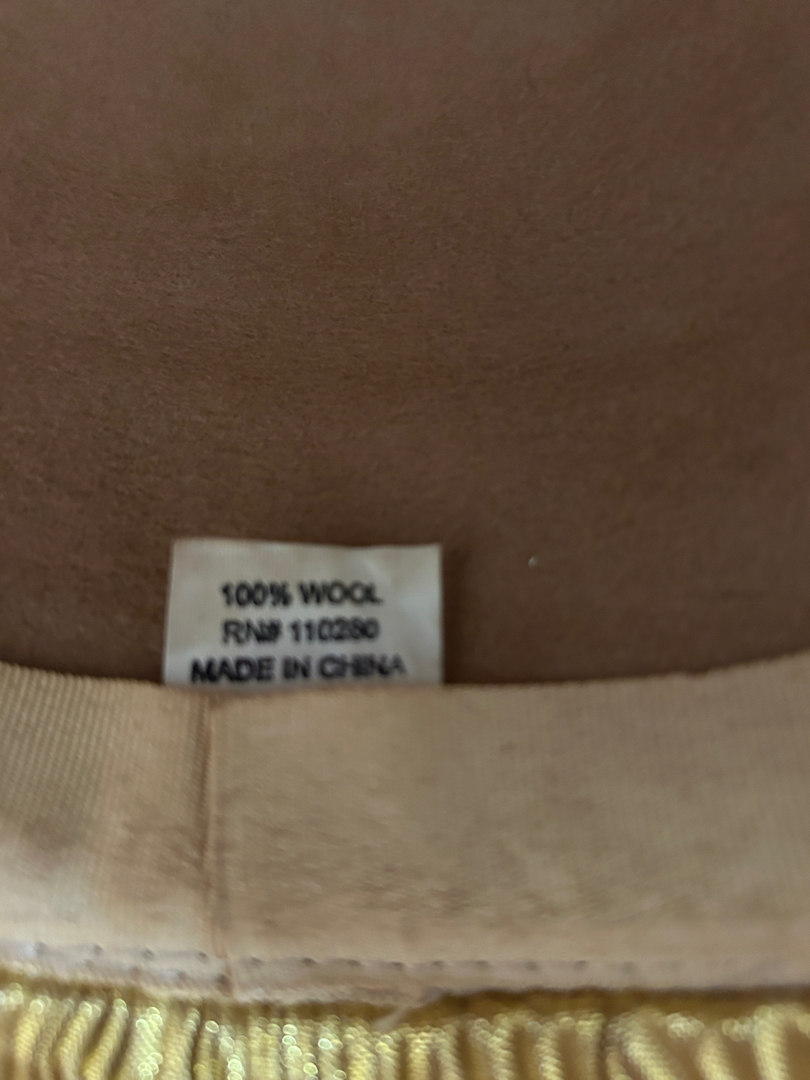 100% WOOL
RN# 110280
MADE IN CHINA